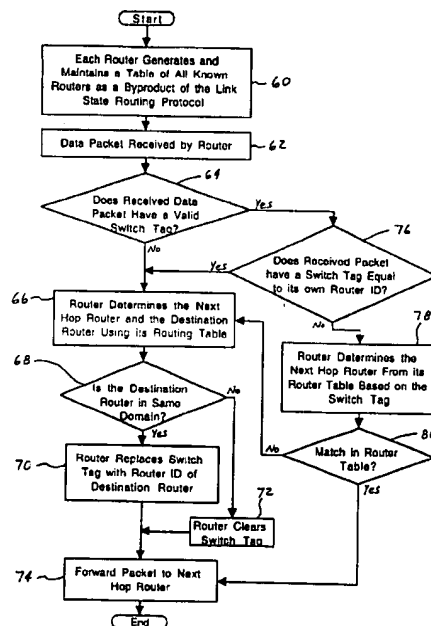 Start
Each Router Generates and
Maintains a Table of All Known
Routers as a Byproduct of the Link
State Routing Protocol
60
Data Packet Received by Router
62
64
Does Received Data
Packet Have a Valid
Switch Tag?
Yes
No
76
Does Received Packet
have a Switch Tag Equal
to its own Router ID?
Yes
No
66
Router Determines the Next
Hop Router and the Destination
Router Using its Routing Table
78
Router Determines the
Next Hop Router From its
Router Table Based on the
Switch Tag
68
Is the Destination
Router in Same
Domain?
No
Yes
80
Match in Router
Table?
No
Yes
70
Router Replaces Switch
Tag with Router ID of
Destination Router
72
Router Clears
Switch Tag
74
Forward Packet to Next
Hop Router
End